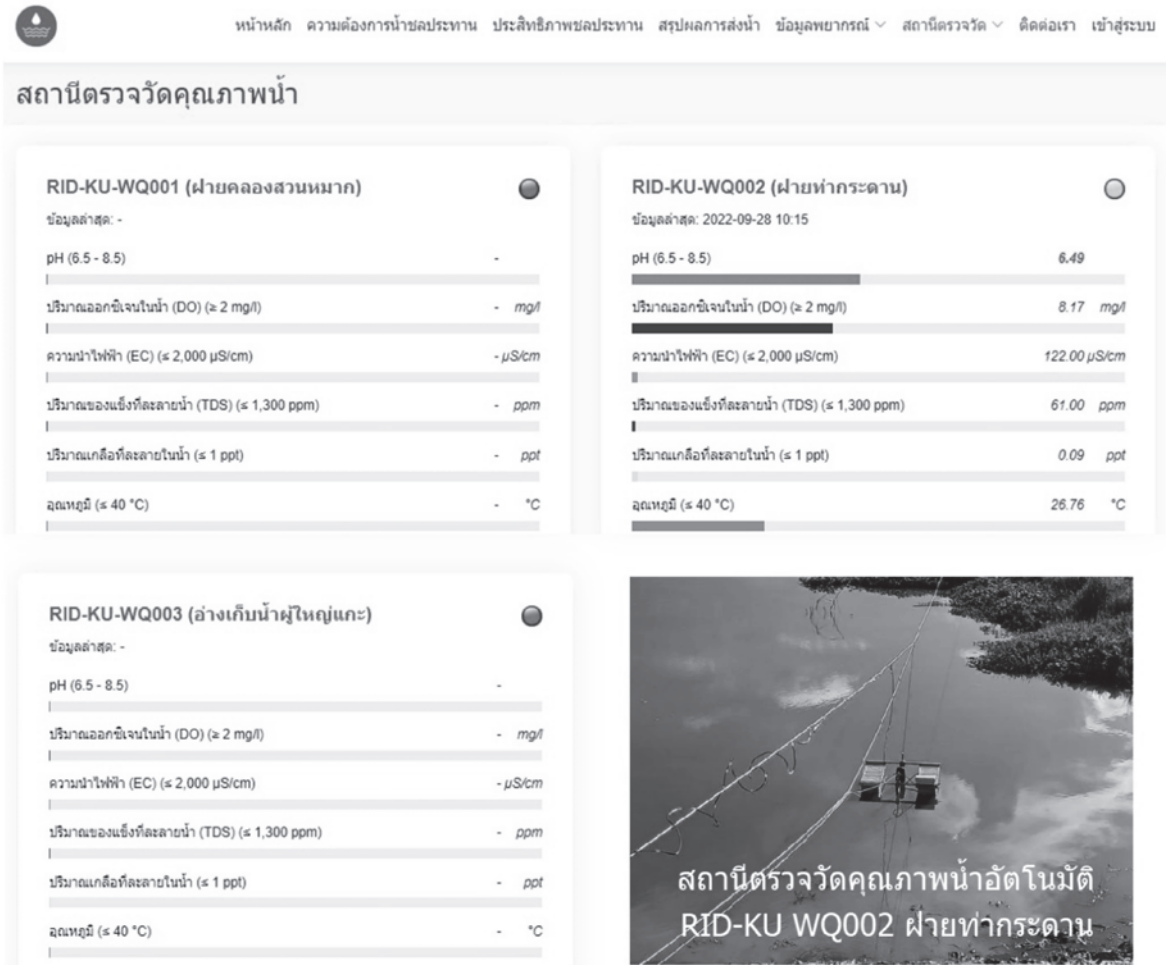 หน้าหลัก ความต้องการน้ำชลประทาน ประสิทธิภาพชลประทาน สรุปผลการส่งน้ำ ข้อมูลพยากรณ์ สถานีตรวจวัด ติดต่อเรา เข้าสู่ระบบ
สถานีตรวจวัดคุณภาพน้ำ
RID-KU-WQ001 (ฝายคลองสวนหมาก)
ข้อมูลล่าสุด: -
pH (6.5 - 8.5) -
ปริมาณออกซิเจนในน้ำ (DO) (≥ 2 mg/l) - mg/l
ความนำไฟฟ้า (EC) (≤ 2,000 µS/cm) - µS/cm
ปริมาณของแข็งที่ละลายน้ำ (TDS) (≤ 1,300 ppm) - ppm
ปริมาณเกลือที่ละลายในน้ำ (≤ 1 ppt) - ppt
อุณหภูมิ (≤ 40 °C) - °C
RID-KU-WQ002 (ฝายท่ากระดาน)
ข้อมูลล่าสุด: 2022-09-28 10:15
pH (6.5 - 8.5) 6.49
ปริมาณออกซิเจนในน้ำ (DO) (≥ 2 mg/l) 8.17 mg/l
ความนำไฟฟ้า (EC) (≤ 2,000 µS/cm) 122.00 µS/cm
ปริมาณของแข็งที่ละลายน้ำ (TDS) (≤ 1,300 ppm) 61.00 ppm
ปริมาณเกลือที่ละลายในน้ำ (≤ 1 ppt) 0.09 ppt
อุณหภูมิ (≤ 40 °C) 26.76 °C
RID-KU-WQ003 (อ่างเก็บน้ำผู้ใหญ่แกะ)
ข้อมูลล่าสุด: -
pH (6.5 - 8.5) -
ปริมาณออกซิเจนในน้ำ (DO) (≥ 2 mg/l) - mg/l
ความนำไฟฟ้า (EC) (≤ 2,000 µS/cm) - µS/cm
ปริมาณของแข็งที่ละลายน้ำ (TDS) (≤ 1,300 ppm) - ppm
ปริมาณเกลือที่ละลายในน้ำ (≤ 1 ppt) - ppt
อุณหภูมิ (≤ 40 °C) - °C
สถานีตรวจวัดคุณภาพน้ำอัตโนมัติ
RID-KU WQ002 ฝายท่ากระดาน